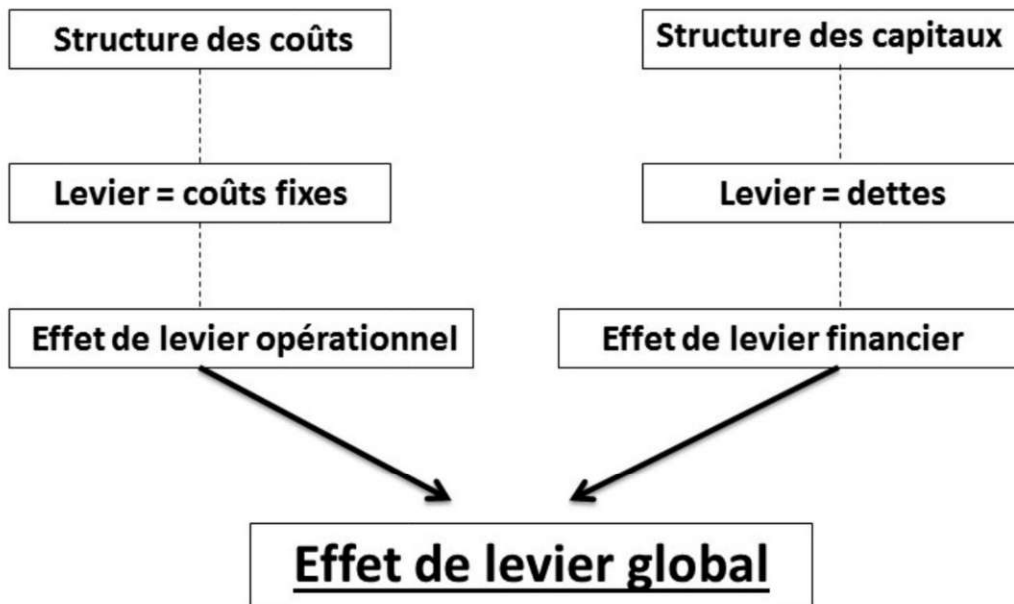 Structure des coûts
Structure des capitaux
Levier = coûts fixes
Levier = dettes
Effet de levier opérationnel
Effet de levier financier
Effet de levier global